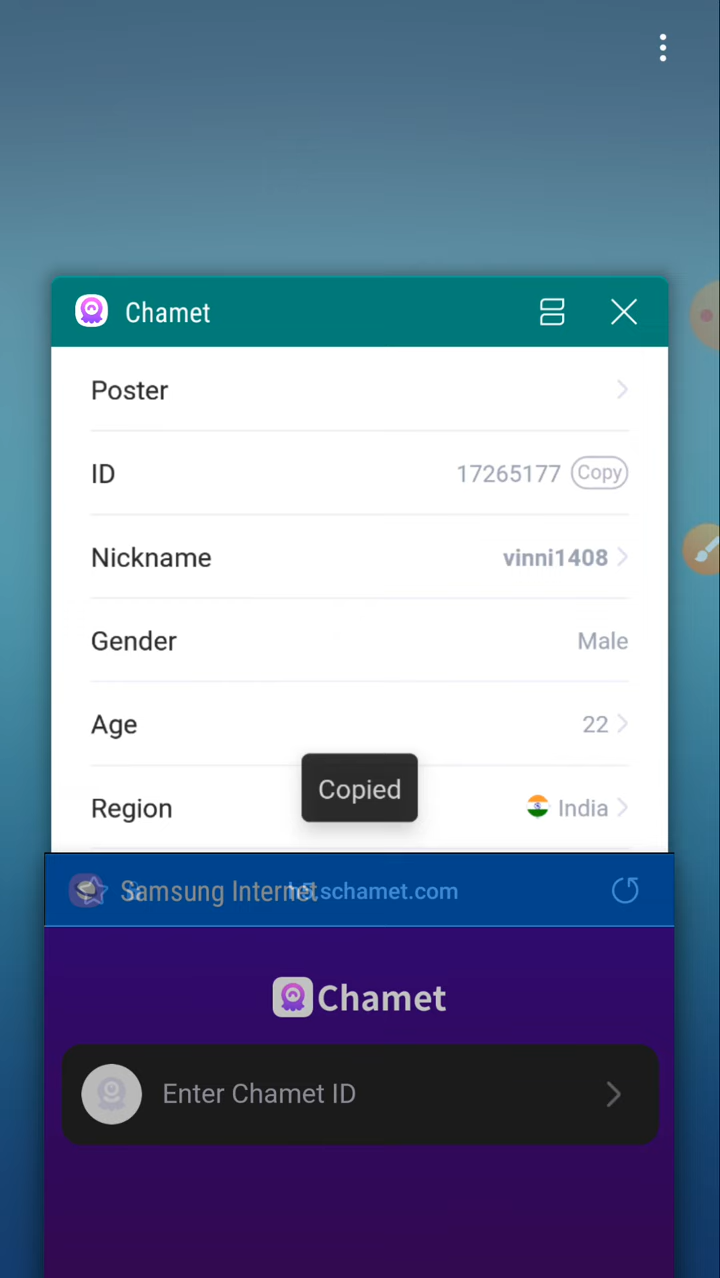 Chamet
Poster
ID 17265177 Copy
Nickname vinni1408
Gender Male
Age 22
Copied
Region India
Samsung Internet schamet.com
Chamet
Enter Chamet ID